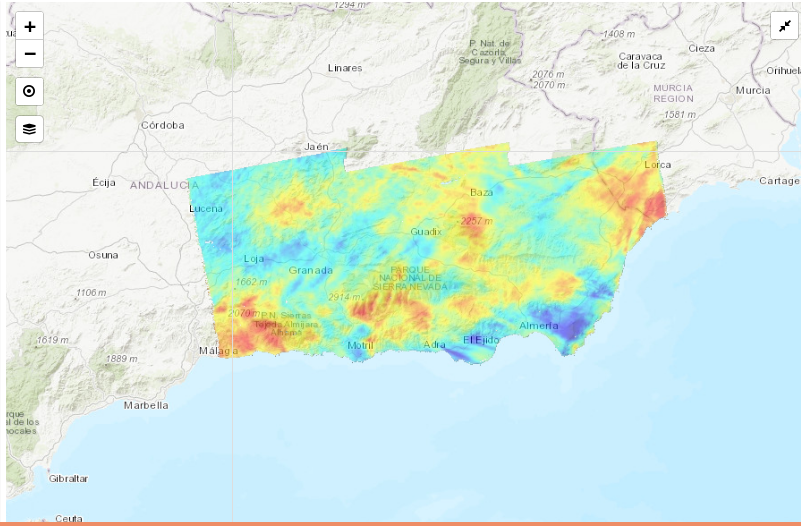 1294 m
1408 m
P. Nat. de
Cazorla,
Segura y Villas
Caravaca
de la Cruz
Cieza
Linares
2076 m
2070 m
Orihuel
MURCIA
REGION
Murcia
1581 m
Córdoba
Jaén
Lorca
Écija
ANDALUCIA
Cartage
Baza
Lucena
2257 m
Guadix
Osuna
Loja
Granada
PARQUE
NACIONAL DE
SIERRA NEVADA
1662 m
1106 m
2914 m
2070 m
P.N. Sierras
Tejeda Almijara
Alhama
Almería
1619 m
Málaga
Motril
Adra
El Ejido
1889 m
Marbella
rque
al de los
nocales
Gibraltar
Ceuta